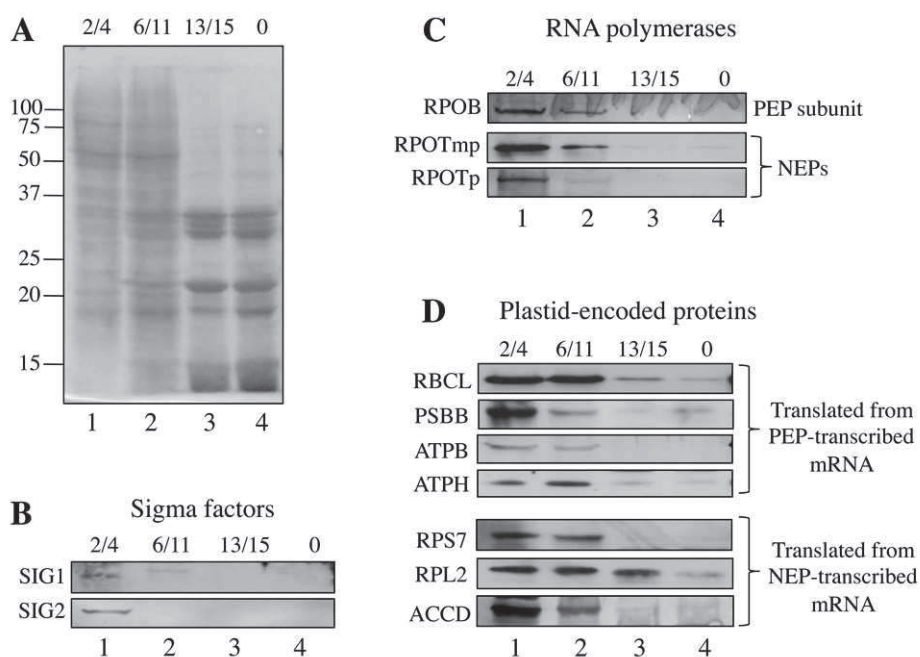 A
2/4 6/11 13/15 0
100
75
50
37
25
20
15
1 2 3 4
B
Sigma factors
2/4 6/11 13/15 0
SIG1
SIG2
1 2 3 4
C
RNA polymerases
2/4 6/11 13/15 0
RPOB PEP subunit
RPOTmp
RPOTp
NEPs
1 2 3 4
D
Plastid-encoded proteins
2/4 6/11 13/15 0
RBCL
PSBB
ATPB
ATPH
Translated from
PEP-transcribed
mRNA
RPS7
RPL2
ACCD
Translated from
NEP-transcribed
mRNA
1 2 3 4